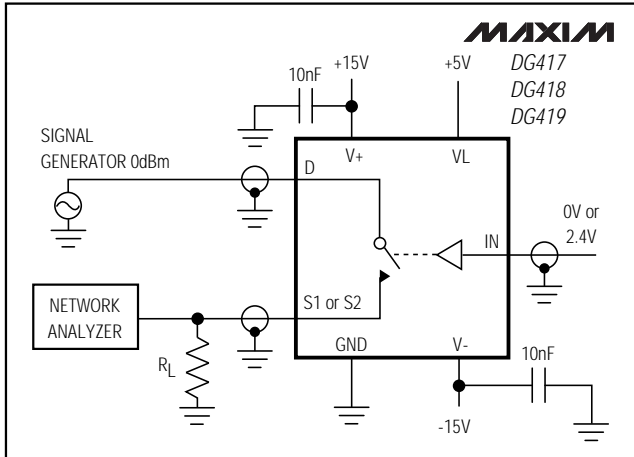 MAXIM
DG417
DG418
DG419
+15V
+5V
10nF
SIGNAL
GENERATOR 0dBm
V+
VL
D
0V or
2.4V
IN
NETWORK
ANALYZER
S1 or S2
RL
GND
V-
10nF
-15V